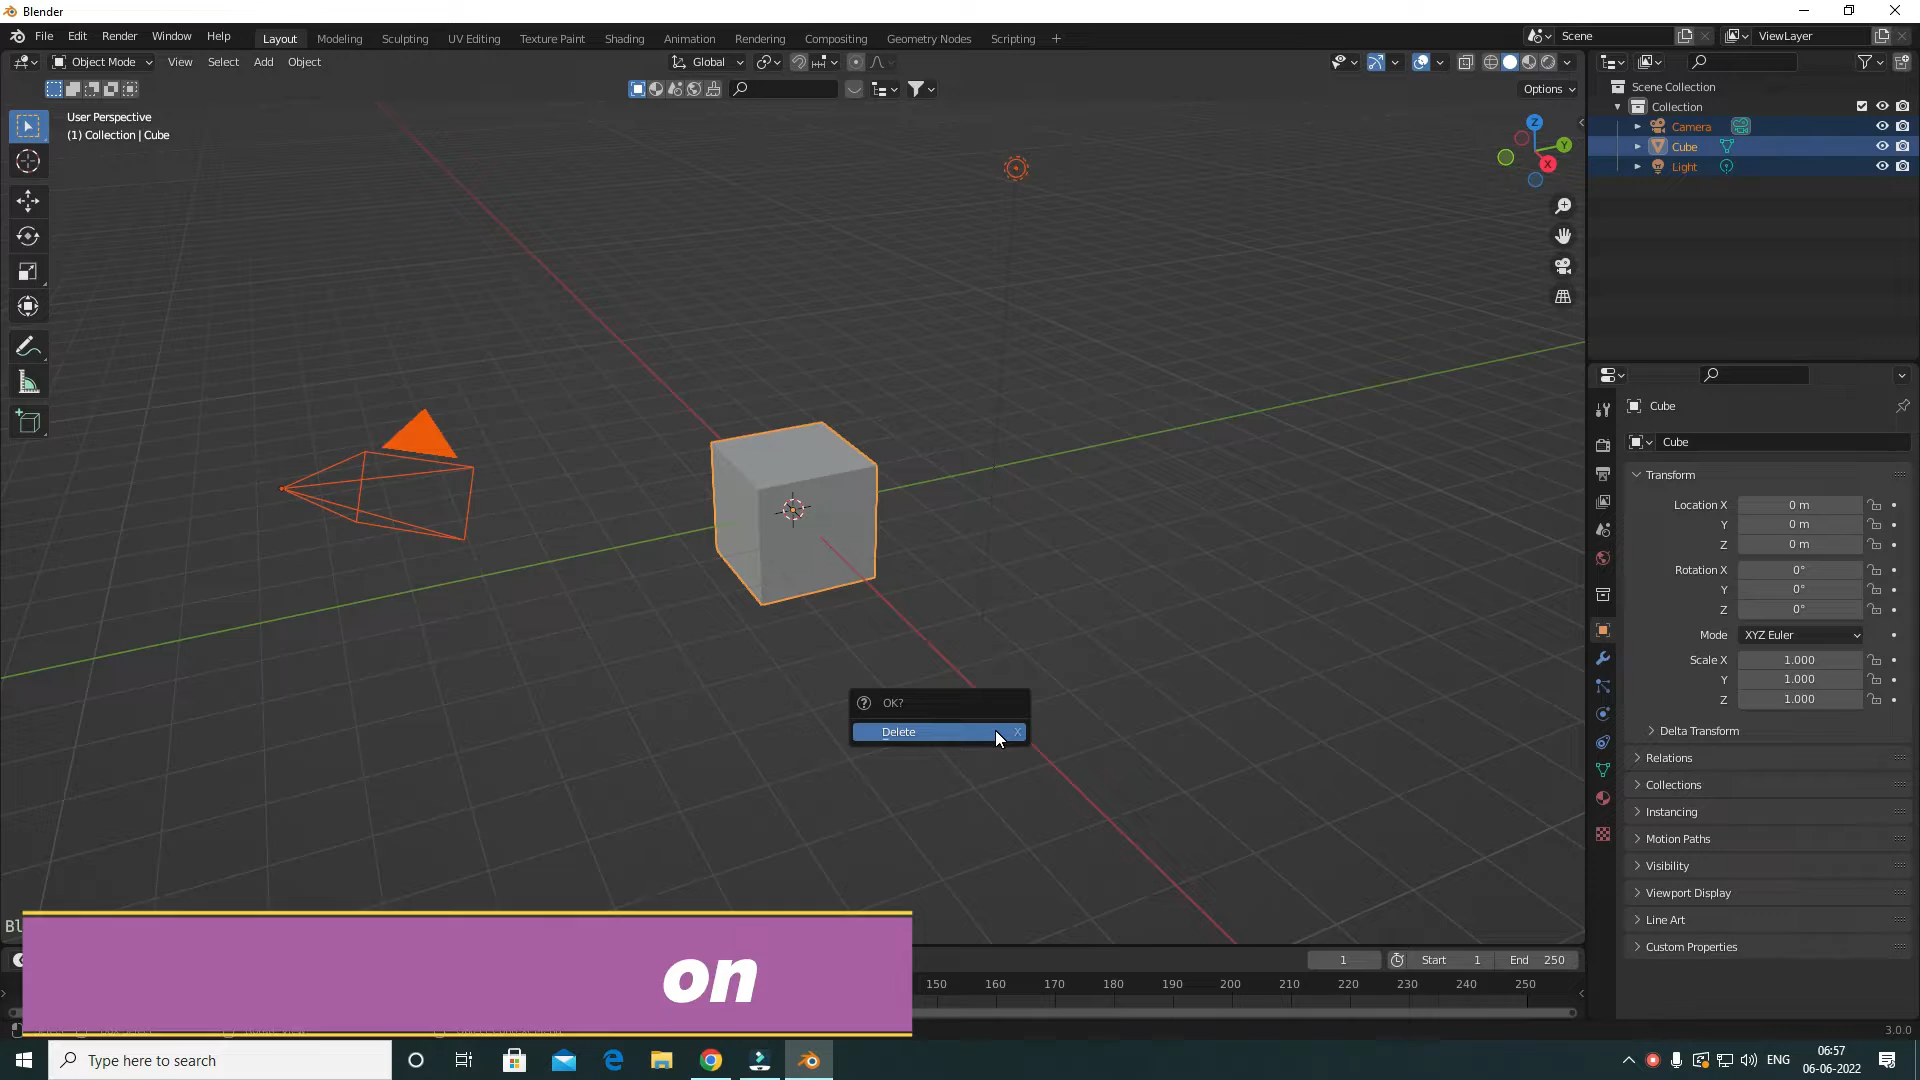 Blender
File Edit Render Window Help Layout Modeling Sculpting UV Editing Texture Paint Shading Animation Rendering Compositing Geometry Nodes Scripting + Scene ViewLayer
Object Mode View Select Add Object Global
Options
User Perspective
(1) Collection | Cube
Z
Y
X
Scene Collection
Collection
Camera
Cube
Light
Cube
Cube
Transform
Location X 0 m
Y 0 m
Z 0 m
Rotation X 0°
Y 0°
Z 0°
Mode XYZ Euler
Scale X 1.000
Y 1.000
Z 1.000
Delta Transform
Relations
Collections
Instancing
Motion Paths
Visibility
Viewport Display
Line Art
Custom Properties
OK?
Delete X
Bl
on
1 Start 1 End 250
150 160 170 180 190 200 210 220 230 240 250
3.0.0
Type here to search
ENG
06:57
06-06-2022